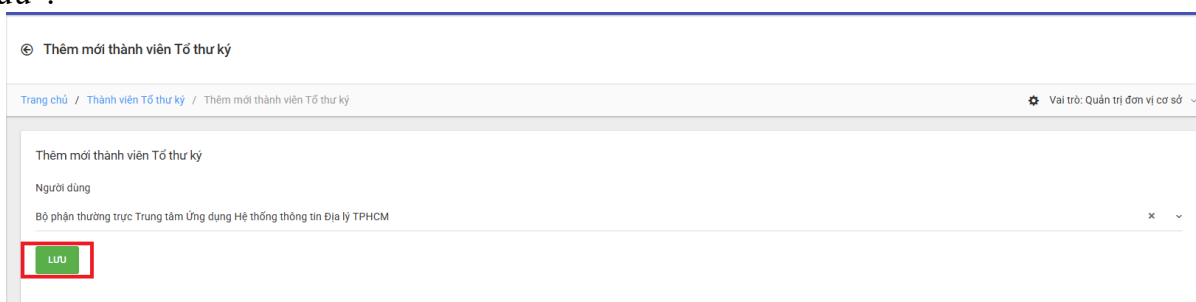 Thêm mới thành viên Tổ thư ký
Trang chủ / Thành viên Tổ thư ký / Thêm mới thành viên Tổ thư ký
Vai trò: Quản trị đơn vị cơ sở
Thêm mới thành viên Tổ thư ký
Người dùng
Bộ phận thường trực Trung tâm Ứng dụng Hệ thống thông tin Địa lý TPHCM
LƯU